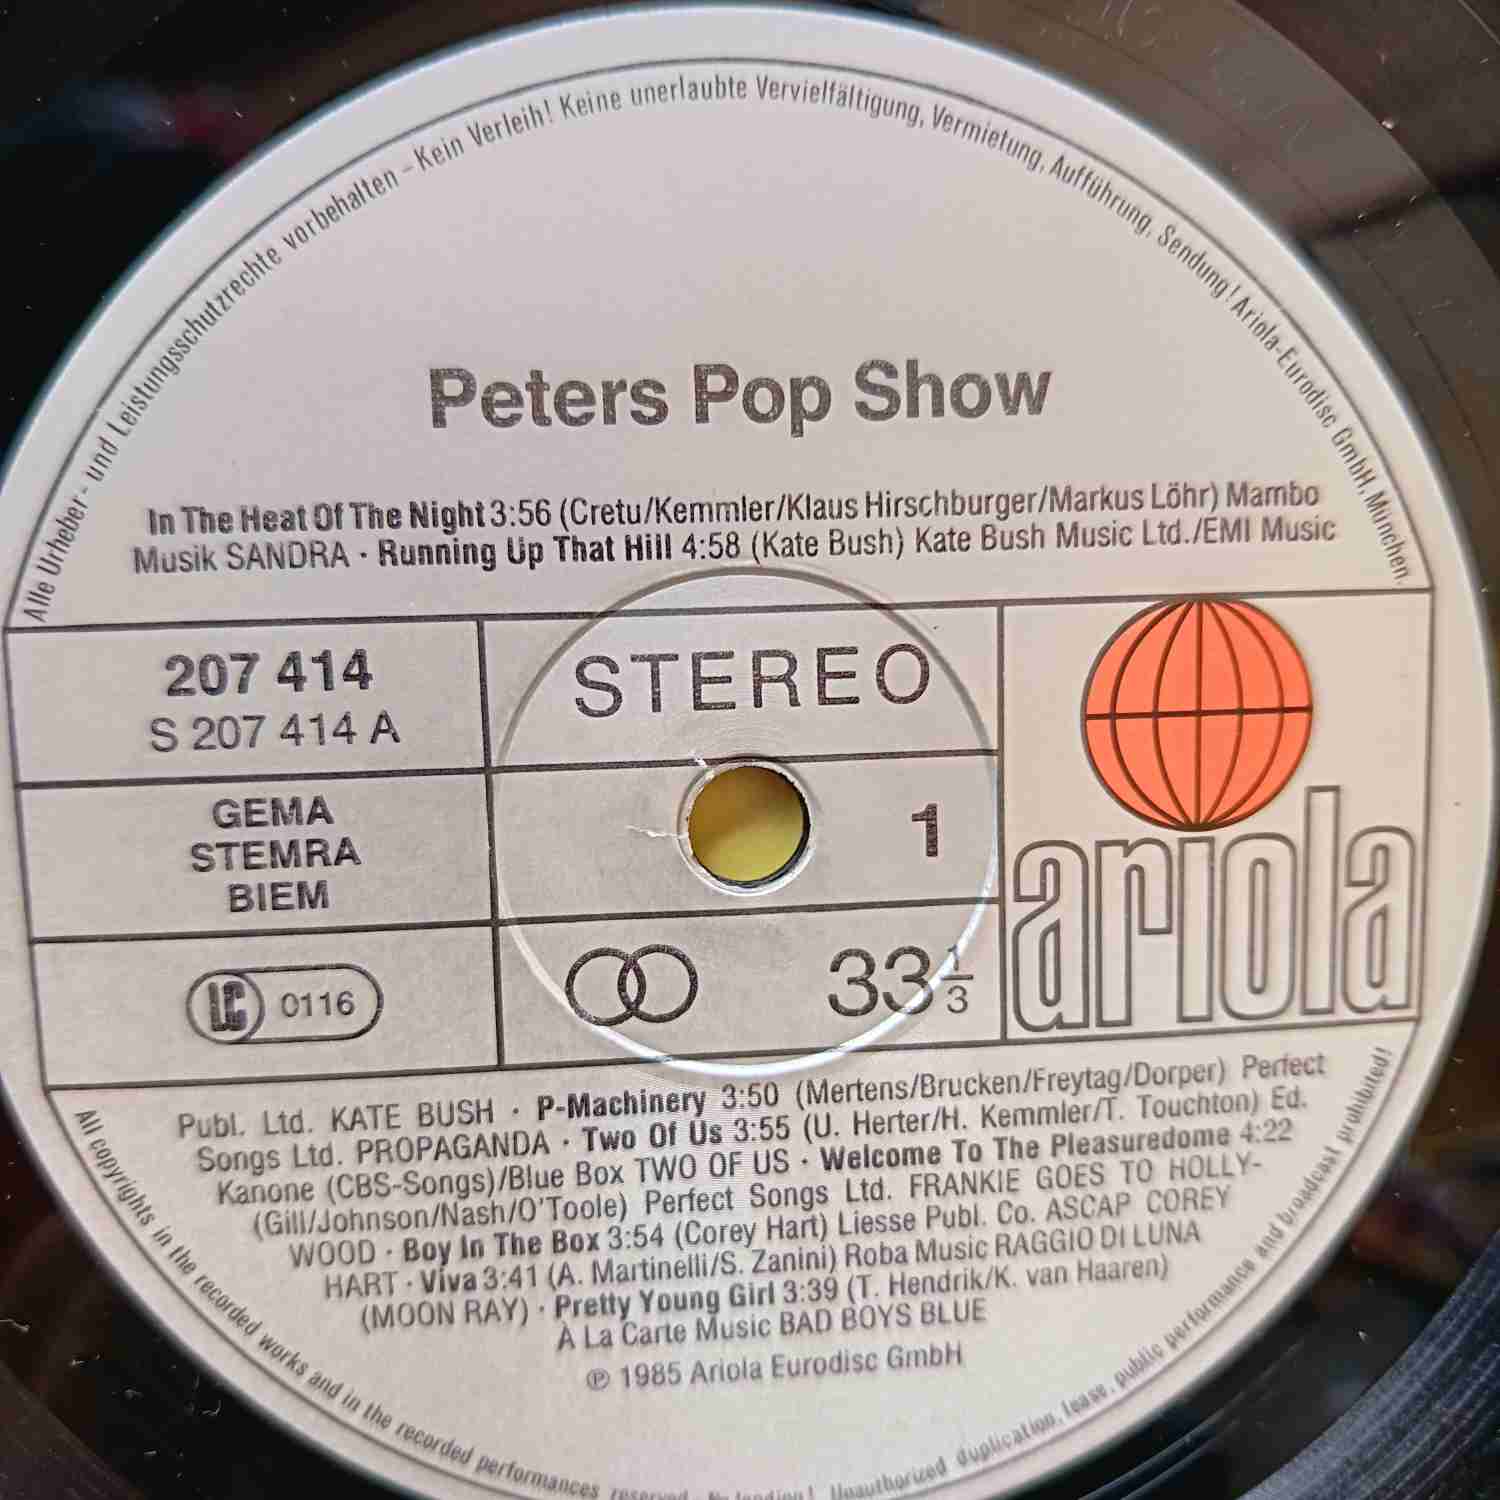 Alle Urheber- und Leistungsschutzrechte vorbehalten – Kein Verleih! Keine unerlaubte Vervielfältigung, Vermietung, Aufführung, Sendung! Ariola-Eurodisc GmbH, München.
Peters Pop Show
In The Heat Of The Night 3:56 (Cretu/Kemmler/Klaus Hirschburger/Markus Löhr) Mambo
Musik SANDRA · Running Up That Hill 4:58 (Kate Bush) Kate Bush Music Ltd./EMI Music
207 414
S 207 414 A
STEREO
GEMA
STEMRA
BIEM
1
LC 0116
33 1/3
ariola
Publ. Ltd. KATE BUSH · P-Machinery 3:50 (Mertens/Brucken/Freytag/Dorper) Perfect
Songs Ltd. PROPAGANDA · Two Of Us 3:55 (U. Herter/H. Kemmler/T. Touchton) Ed.
Kanone (CBS-Songs)/Blue Box TWO OF US · Welcome To The Pleasuredome 4:22
(Gill/Johnson/Nash/O'Toole) Perfect Songs Ltd. FRANKIE GOES TO HOLLY-
WOOD · Boy In The Box 3:54 (Corey Hart) Liesse Publ. Co. ASCAP COREY
HART · Viva 3:41 (A. Martinelli/S. Zanini) Roba Music RAGGIO DI LUNA
(MOON RAY) · Pretty Young Girl 3:39 (T. Hendrik/K. van Haaren)
À La Carte Music BAD BOYS BLUE
℗ 1985 Ariola Eurodisc GmbH
All copyrights in the recorded works and in the recorded performances reserved. No lending! Unauthorized duplication, lease, public performance and broadcast prohibited!